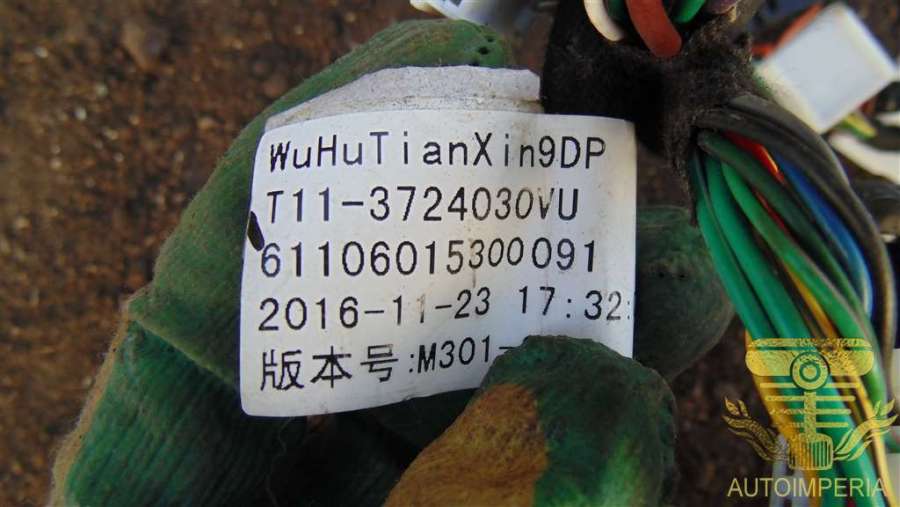 WuHuTianXin9DP
T11-3724030VU
61106015300091
2016-11-23 17:32:
版本号:M301-
AUTOIMPERIA